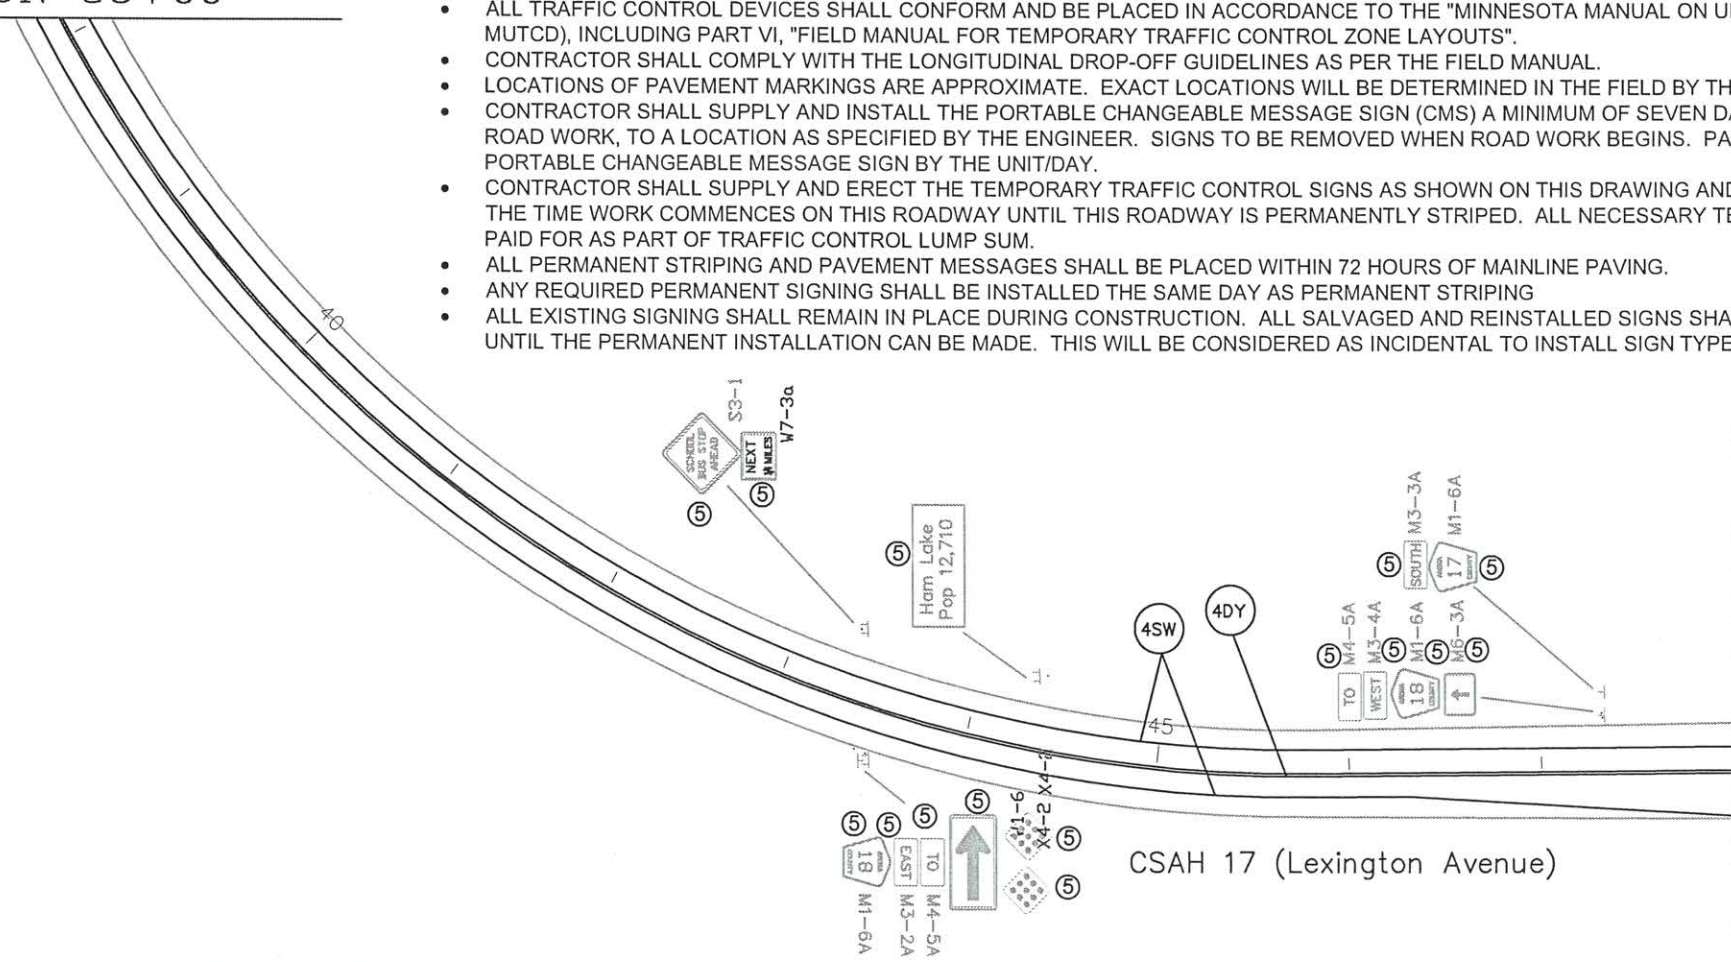 • ALL TRAFFIC CONTROL DEVICES SHALL CONFORM AND BE PLACED IN ACCORDANCE TO THE "MINNESOTA MANUAL ON
MUTCD), INCLUDING PART VI, "FIELD MANUAL FOR TEMPORARY TRAFFIC CONTROL ZONE LAYOUTS".
• CONTRACTOR SHALL COMPLY WITH THE LONGITUDINAL DROP-OFF GUIDELINES AS PER THE FIELD MANUAL.
• LOCATIONS OF PAVEMENT MARKINGS ARE APPROXIMATE. EXACT LOCATIONS WILL BE DETERMINED IN THE FIELD BY TH
• CONTRACTOR SHALL SUPPLY AND INSTALL THE PORTABLE CHANGEABLE MESSAGE SIGN (CMS) A MINIMUM OF SEVEN DA
ROAD WORK, TO A LOCATION AS SPECIFIED BY THE ENGINEER. SIGNS TO BE REMOVED WHEN ROAD WORK BEGINS. PA
PORTABLE CHANGEABLE MESSAGE SIGN BY THE UNIT/DAY.
• CONTRACTOR SHALL SUPPLY AND ERECT THE TEMPORARY TRAFFIC CONTROL SIGNS AS SHOWN ON THIS DRAWING AND
THE TIME WORK COMMENCES ON THIS ROADWAY UNTIL THIS ROADWAY IS PERMANENTLY STRIPED. ALL NECESSARY TE
PAID FOR AS PART OF TRAFFIC CONTROL LUMP SUM.
• ALL PERMANENT STRIPING AND PAVEMENT MESSAGES SHALL BE PLACED WITHIN 72 HOURS OF MAINLINE PAVING.
• ANY REQUIRED PERMANENT SIGNING SHALL BE INSTALLED THE SAME DAY AS PERMANENT STRIPING
• ALL EXISTING SIGNING SHALL REMAIN IN PLACE DURING CONSTRUCTION. ALL SALVAGED AND REINSTALLED SIGNS SHA
UNTIL THE PERMANENT INSTALLATION CAN BE MADE. THIS WILL BE CONSIDERED AS INCIDENTAL TO INSTALL SIGN TYPE
40
SCHOOL
BUS STOP
AHEAD
S3-1
NEXT
MILES
W7-3a
5
5
Ham Lake
Pop 12,710
5
4SW
4DY
45
SOUTH
M3-3A
17
COUNTY
M1-6A
5
5
TO
M4-5A
WEST
M3-4A
18
COUNTY
M1-6A
M6-3A
5
5
5
5
5
5
5
5
18
COUNTY
M1-6A
EAST
M3-2A
TO
M4-5A
W1-6
X4-2
5
5
CSAH 17 (Lexington Avenue)